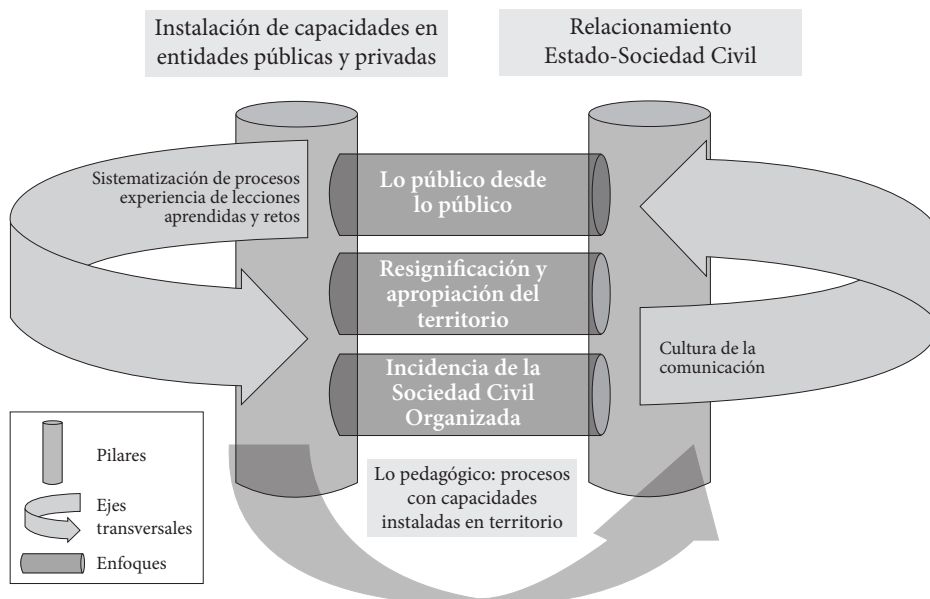 Instalación de capacidades en
entidades públicas y privadas
Relacionamiento
Estado-Sociedad Civil
Sistematización de procesos
experiencia de lecciones
aprendidas y retos
Lo público desde
lo público
Resignificación y
apropiación del
territorio
Incidencia de la
Sociedad Civil
Organizada
Cultura de la
comunicación
Lo pedagógico: procesos
con capacidades
instaladas en territorio
Pilares
Ejes
transversales
Enfoques